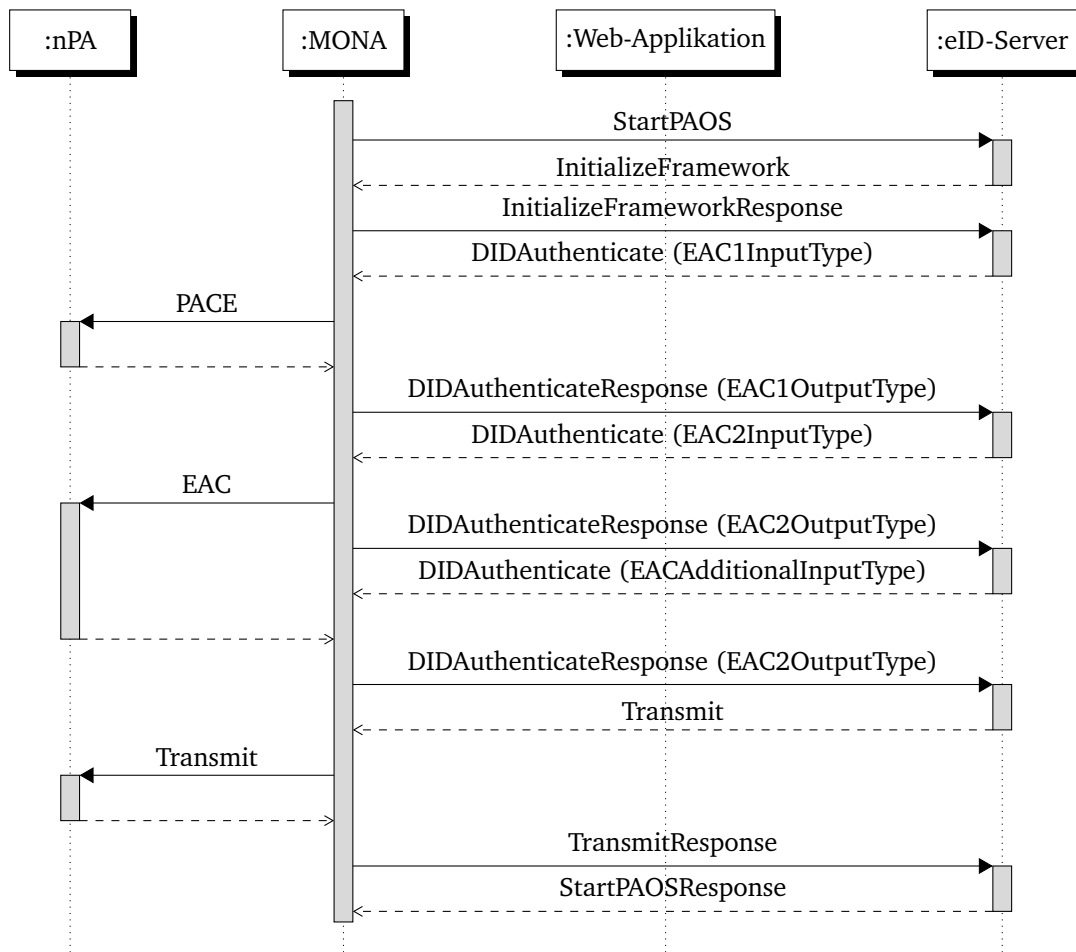 :nPA
:MONA
:Web-Applikation
:eID-Server
StartPAOS
InitializeFramework
InitializeFrameworkResponse
DIDAuthenticate (EAC1InputType)
PACE
DIDAuthenticateResponse (EAC1OutputType)
DIDAuthenticate (EAC2InputType)
EAC
DIDAuthenticateResponse (EAC2OutputType)
DIDAuthenticate (EACAdditionalInputType)
DIDAuthenticateResponse (EAC2OutputType)
Transmit
Transmit
TransmitResponse
StartPAOSResponse